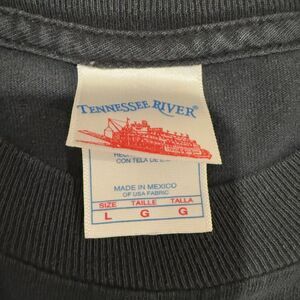 TENNESSEE RIVER®
CON TELA DE
MADE IN MEXICO
OF USA FABRIC
SIZE TAILLE TALLA
L G G